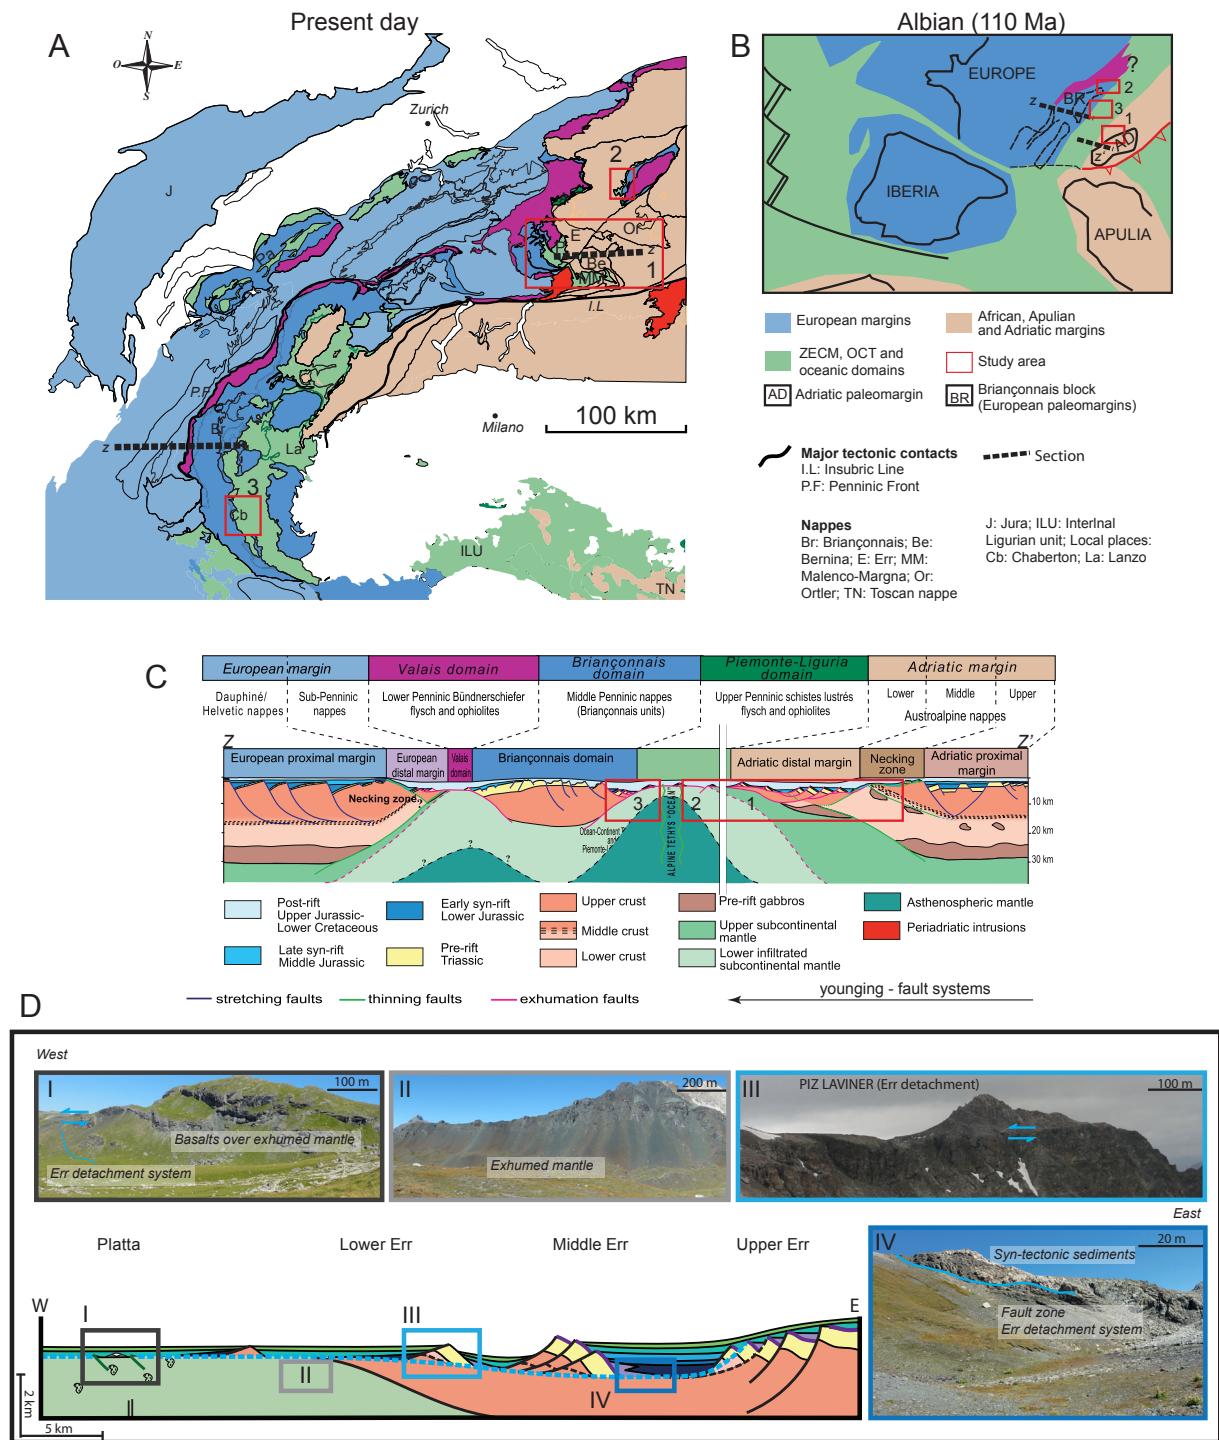 Present day
Albian (110 Ma)
A
N
O
E
S
Zurich
J
Pa
2
Or
E
z
Be
MM
1
I.L
P.F
Br
z
La
Milano
100 km
3
Cb
ILU
TN
B
EUROPE
?
BR
2
z
3
1
AD
z'
IBERIA
APULIA
European margins
African, Apulian
and Adriatic margins
ZECM, OCT and
oceanic domains
Study area
AD Adriatic paleomargin
BR Briançonnais block
(European paleomargins)
Major tectonic contacts
I.L: Insubric Line
P.F: Penninic Front
Section
Nappes
Br: Briançonnais; Be:
Bernina; E: Err; MM:
Malenco-Margna; Or:
Ortler; TN: Toscan nappe
J: Jura; ILU: Interlnal
Ligurian unit; Local places:
Cb: Chaberton; La: Lanzo
C
European margin
Valais domain
Briançonnais
domain
Piemonte-Liguria
domain
Adriatic margin
Dauphiné/
Helvetic nappes
Sub-Penninic
nappes
Lower Penninic Bündnerschiefer
flysch and ophiolites
Middle Penninic nappes
(Briançonnais units)
Upper Penninic schistes lustrés
flysch and ophiolites
Lower
Middle
Upper
Austroalpine nappes
Z
Z'
European proximal margin
European
distal margin
Valais
domain
Briançonnais domain
Adriatic distal margin
Necking
zone
Adriatic proximal
margin
Necking zone
3
2
1
10 km
20 km
30 km
Ocean-Continent
and
Piemonte-L
ALPINE TETHYS "OCEAN"
?
?
?
Post-rift
Upper Jurassic-
Lower Cretaceous
Early syn-rift
Lower Jurassic
Upper crust
Pre-rift gabbros
Asthenospheric mantle
Middle crust
Upper subcontinental
mantle
Periadriatic intrusions
Late syn-rift
Middle Jurassic
Pre-rift
Triassic
Lower crust
Lower infiltrated
subcontinental mantle
stretching faults
thinning faults
exhumation faults
younging - fault systems
D
West
I
100 m
Basalts over exhumed mantle
Err detachment system
II
200 m
Exhumed mantle
III
PIZ LAVINER (Err detachment)
100 m
East
Platta
Lower Err
Middle Err
Upper Err
IV
20 m
Syn-tectonic sediments
Fault zone
Err detachment system
W
I
III
E
II
IV
2 km
5 km